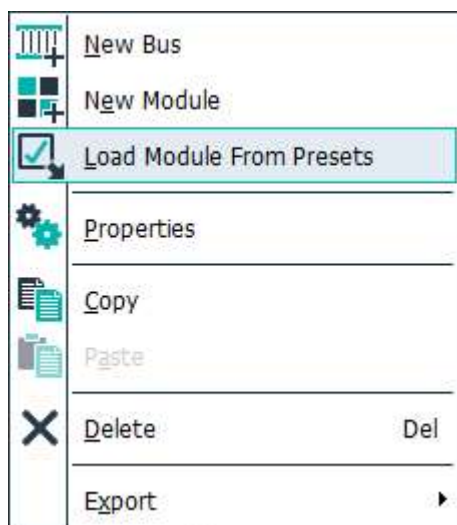 New Bus
New Module
Load Module From Presets
Properties
Copy
Paste
Delete Del
Export